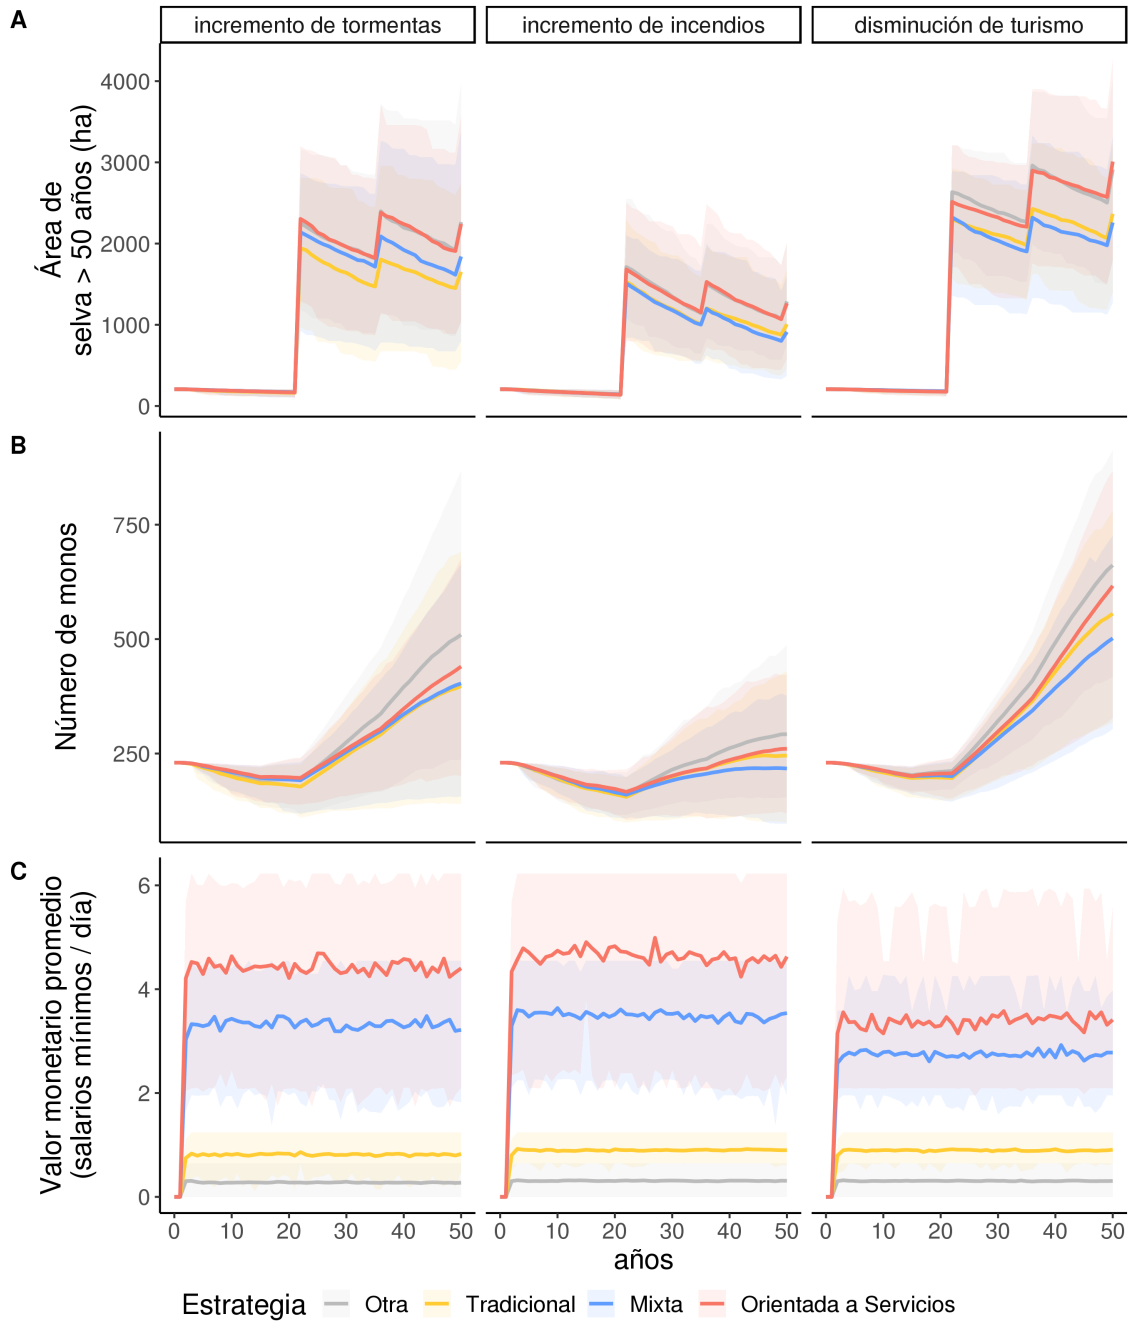 A
incremento de tormentas
incremento de incendios
disminución de turismo
Área de
selva > 50 años (ha)
4000
3000
2000
1000
0
B
Número de monos
750
500
250
C
Valor monetario promedio
(salarios mínimos / día)
6
4
2
0
0 10 20 30 40 50
0 10 20 30 40 50
0 10 20 30 40 50
años
Estrategia Otra Tradicional Mixta Orientada a Servicios